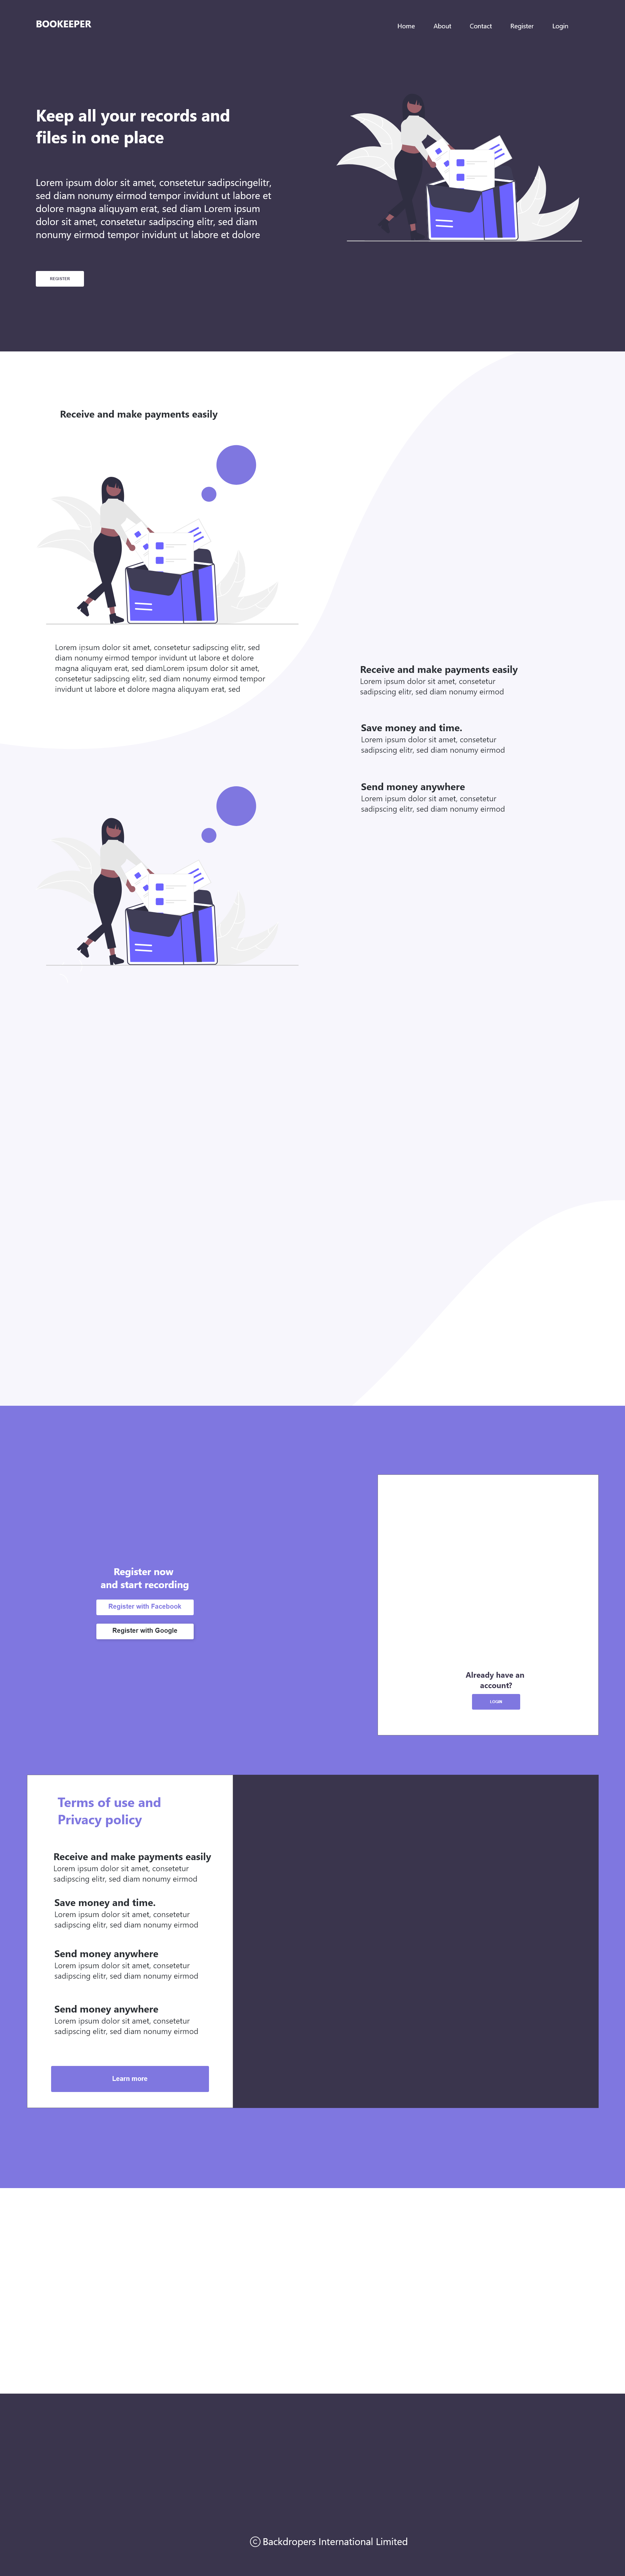 BOOKEEPER
Home About Contact Register Login
Keep all your records and
files in one place
Lorem ipsum dolor sit amet, consetetur sadipscingelitr,
sed diam nonumy eirmod tempor invidunt ut labore et
dolore magna aliquyam erat, sed diam Lorem ipsum
dolor sit amet, consetetur sadipscing elitr, sed diam
nonumy eirmod tempor invidunt ut labore et dolore
REGINTER
Receive and make payments easily
Lorem ipsum dolor sit amet, consetetur sadipscing elitr, sed
diam nonumy eirmod tempor invidunt ut labore et dolore
magna aliquyam erat, sed diamLorem ipsum dolor sit amet,
consetetur sadipscing elitr, sed diam nonumy eirmod tempor
invidunt ut labore et dolore magna aliquyam erat, sed
Receive and make payments easily
Lorem ipsum dolor sit amet, consetetur
sadipscing elitr, sed diam nonumy eirmod
Save money and time.
Lorem ipsum dolor sit amet, consetetur
sadipscing elitr, sed diam nonumy eirmod
Send money anywhere
Lorem ipsum dolor sit amet, consetetur
sadipscing elitr, sed diam nonumy eirmod
Register now
and start recording
Register with Facebook
Register with Google
Already have an
account?
LOGIN
Terms of use and
Privacy policy
Receive and make payments easily
Lorem ipsum dolor sit amet, consetetur
sadipscing elitr, sed diam nonumy eirmod
Save money and time.
Lorem ipsum dolor sit amet, consetetur
sadipscing elitr, sed diam nonumy eirmod
Send money anywhere
Lorem ipsum dolor sit amet, consetetur
sadipscing elitr, sed diam nonumy eirmod
Send money anywhere
Lorem ipsum dolor sit amet, consetetur
sadipscing elitr, sed diam nonumy eirmod
Learn more
© Backdropers International Limited